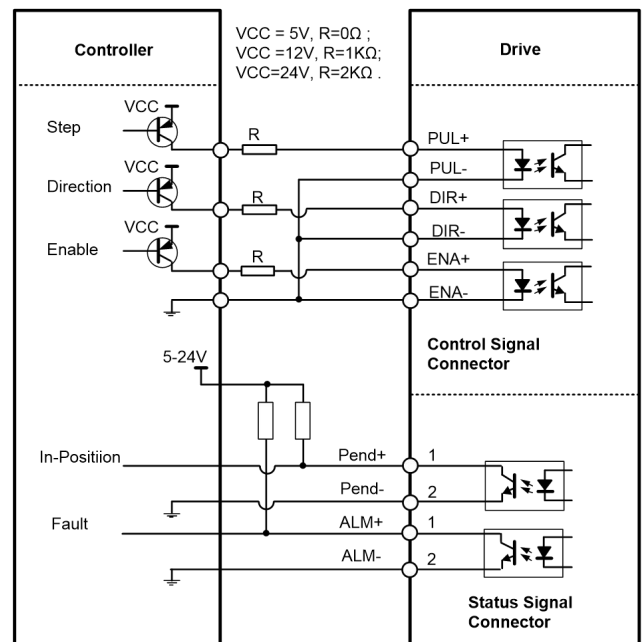 Controller
VCC = 5V, R=0Ω ;
VCC =12V, R=1KΩ;
VCC=24V, R=2KΩ .
Drive
VCC
Step
R
PUL+
PUL-
VCC
Direction
R
DIR+
DIR-
VCC
Enable
R
ENA+
ENA-
Control Signal
Connector
5-24V
In-Positiion
Pend+
1
Pend-
2
Fault
ALM+
1
ALM-
2
Status Signal
Connector